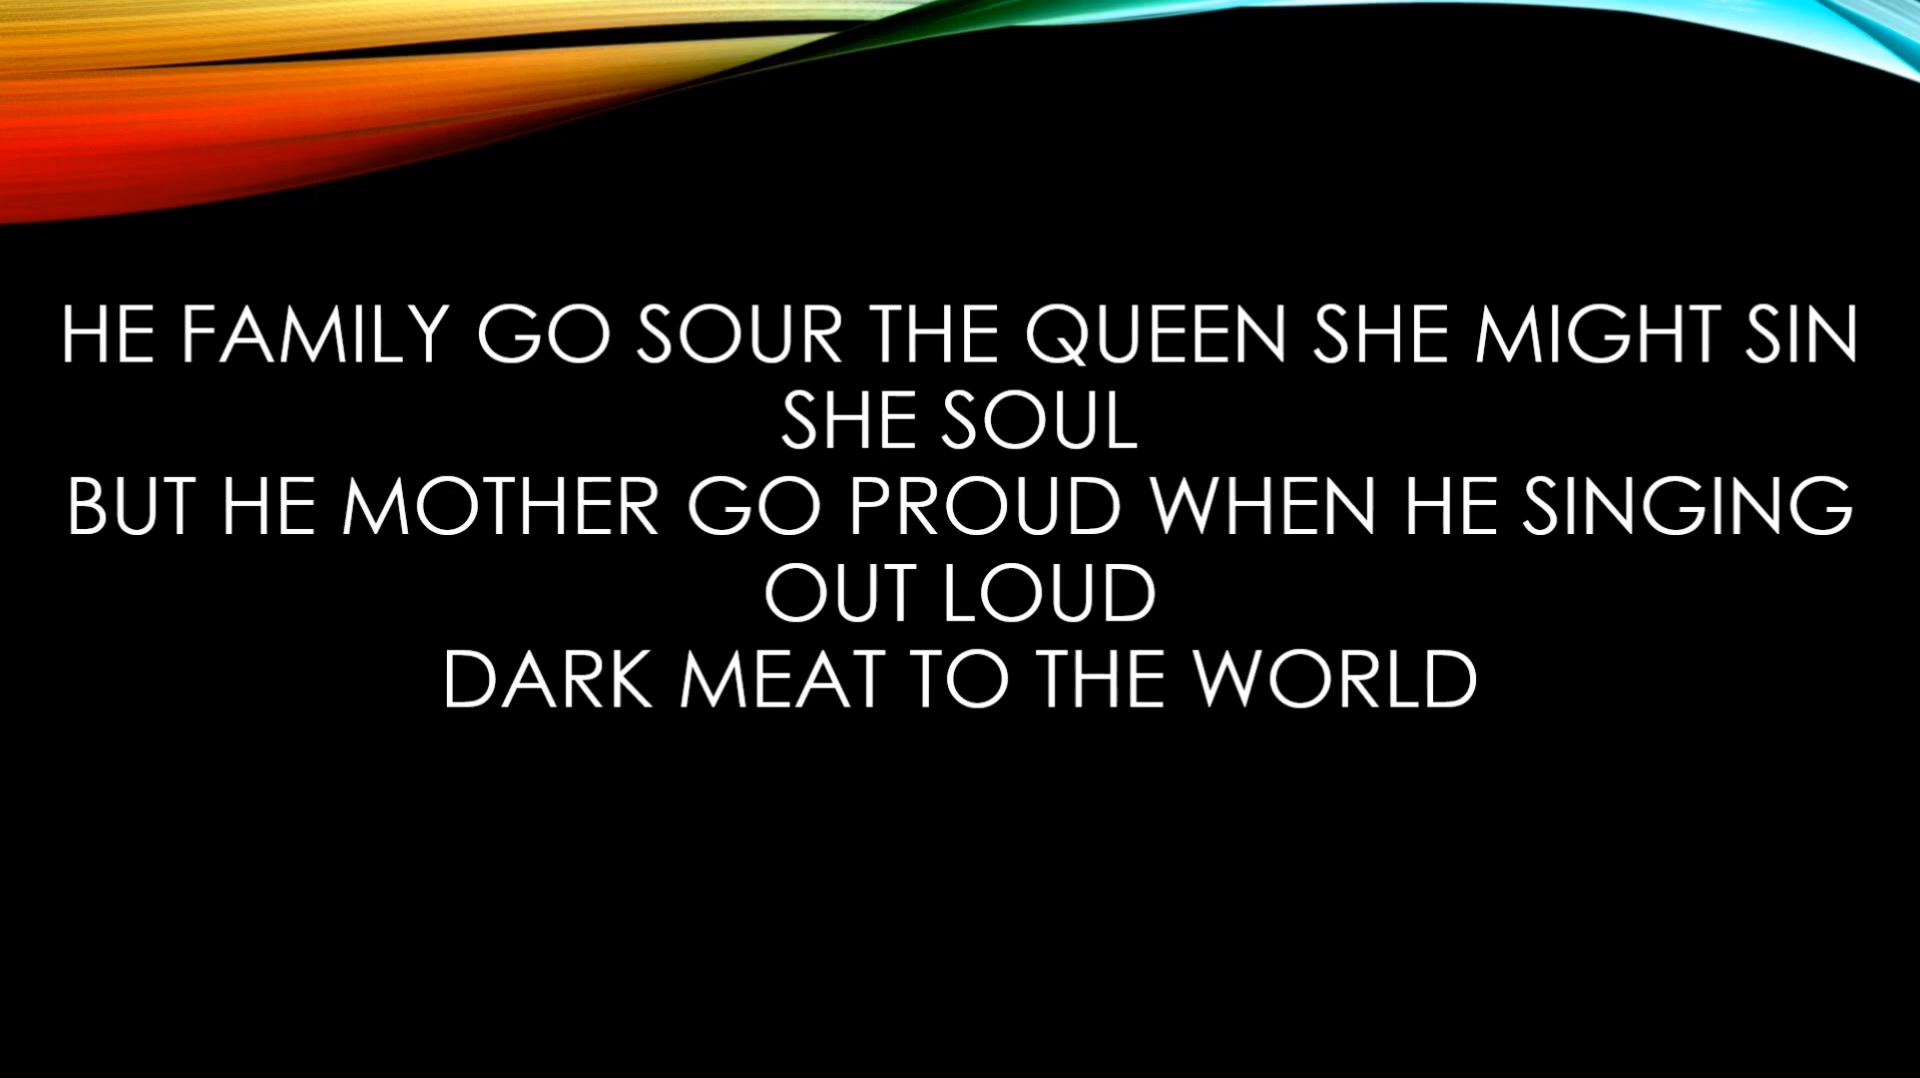 HE FAMILY GO SOUR THE QUEEN SHE MIGHT SIN
SHE SOUL
BUT HE MOTHER GO PROUD WHEN HE SINGING
OUT LOUD
DARK MEAT TO THE WORLD